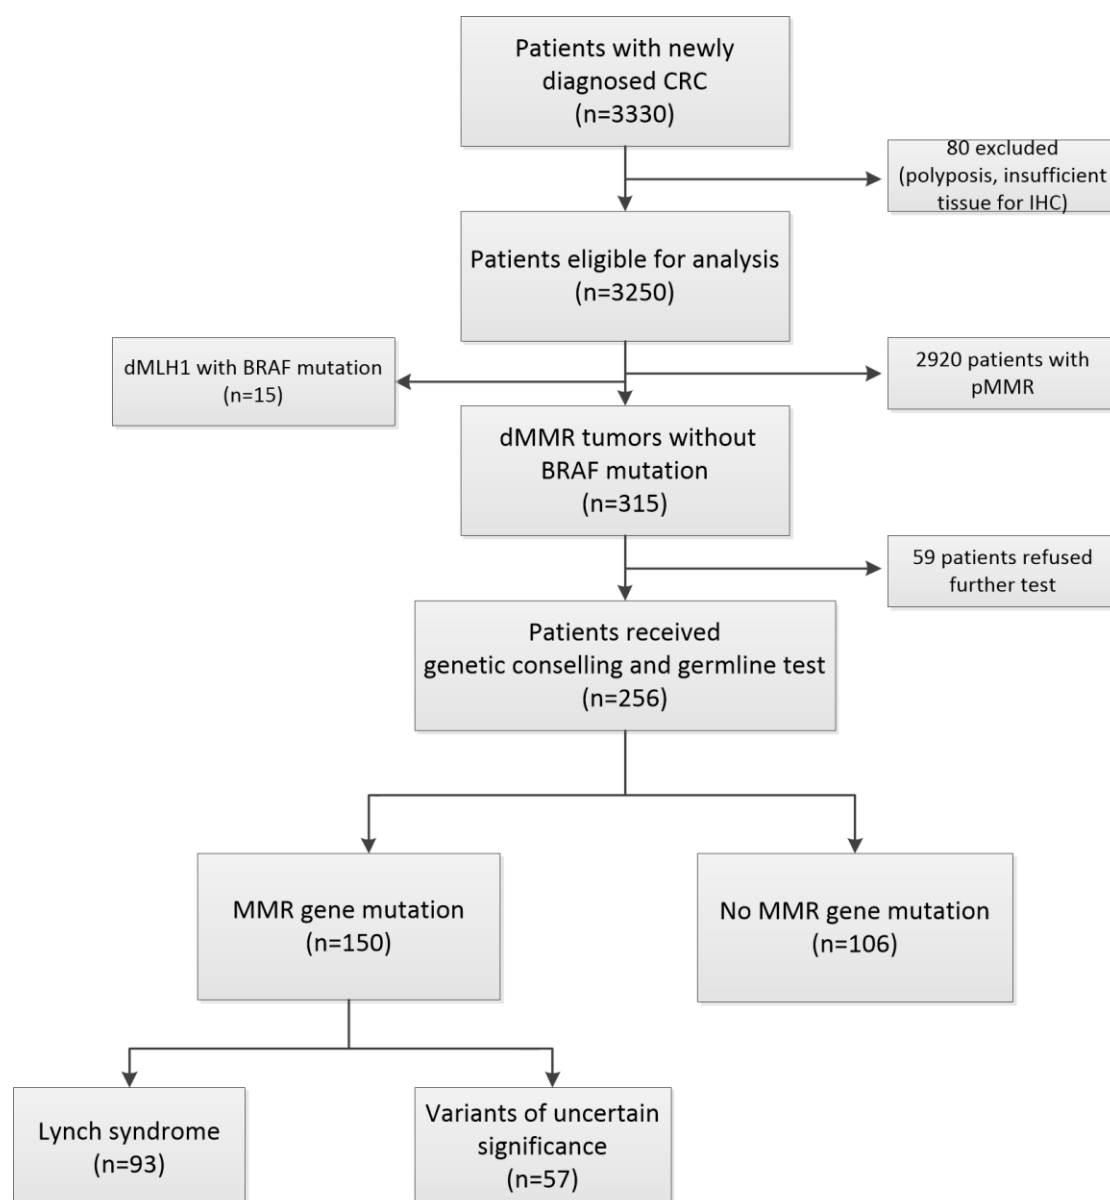 Patients with newly
diagnosed CRC
(n=3330)
80 excluded
(polyposis, insufficient
tissue for IHC)
Patients eligible for analysis
(n=3250)
dMLH1 with BRAF mutation
(n=15)
2920 patients with
pMMR
dMMR tumors without
BRAF mutation
(n=315)
59 patients refused
further test
Patients received
genetic conselling and germline test
(n=256)
MMR gene mutation
(n=150)
No MMR gene mutation
(n=106)
Lynch syndrome
(n=93)
Variants of uncertain
significance
(n=57)